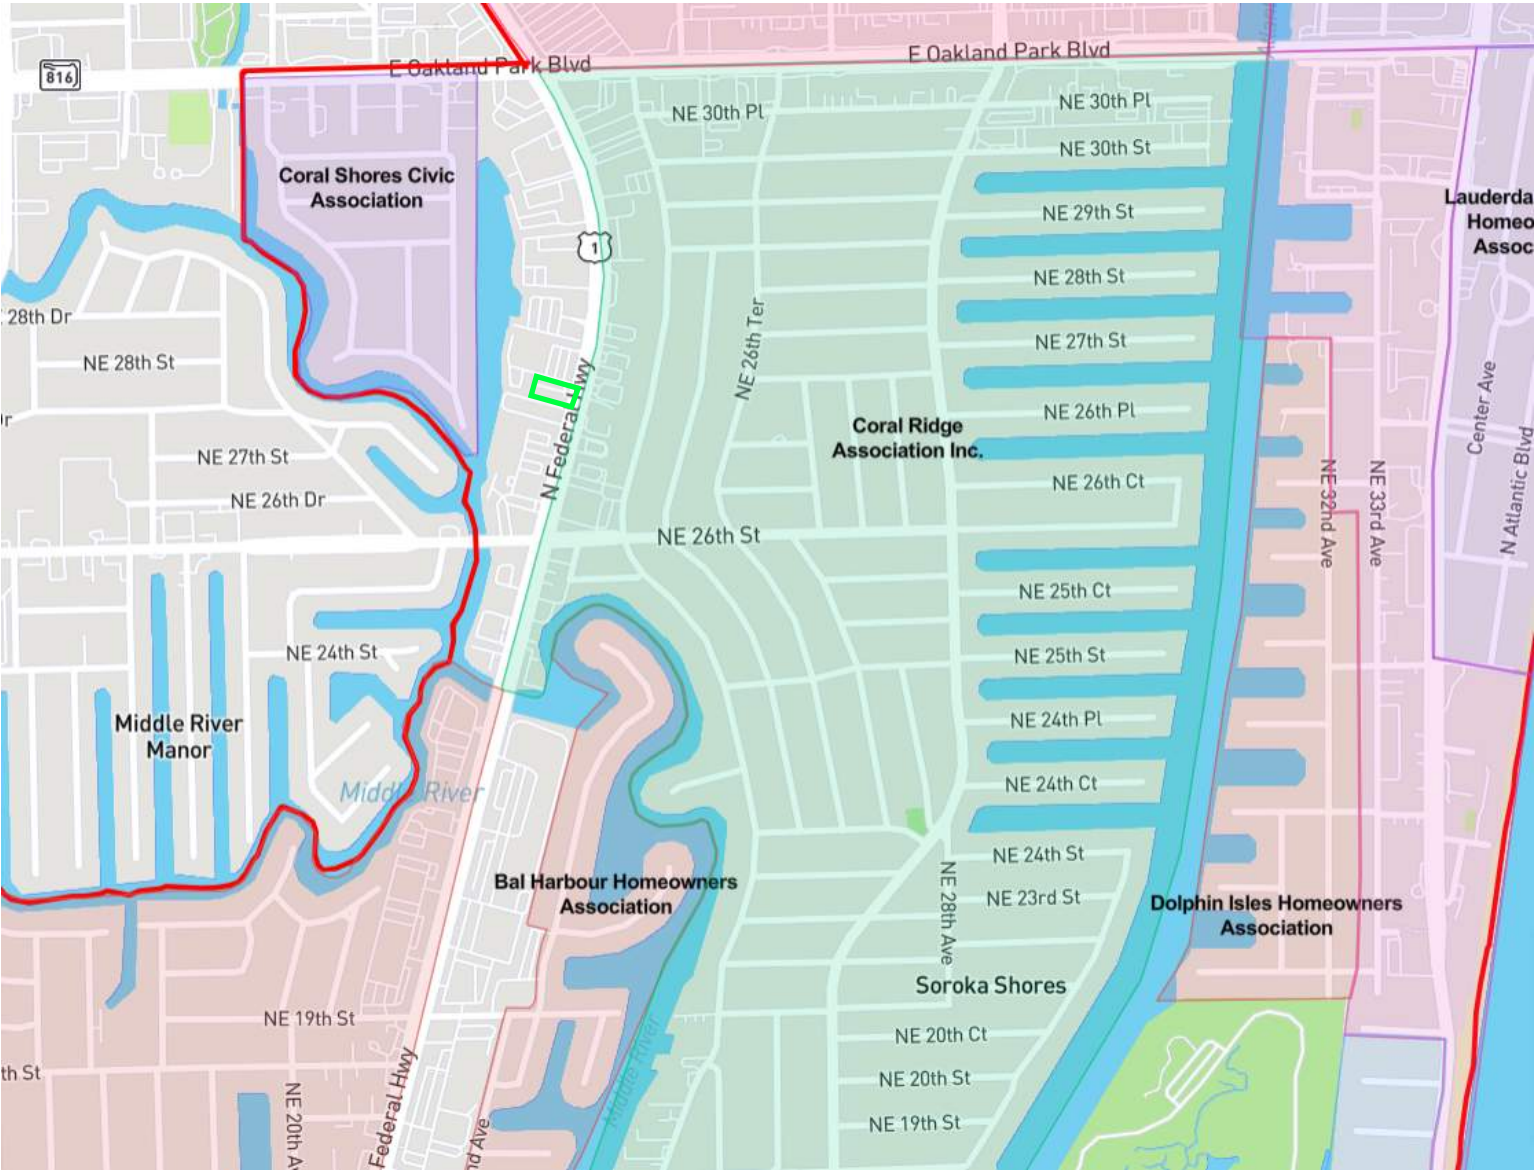 E Oakland Park Blvd
E Oakland Park Blvd
816
NE 30th Pl
NE 30th Pl
NE 30th St
Coral Shores Civic
Association
Lauderda
Homeo
Assoc
NE 29th St
1
NE 28th St
28th Dr
NE 26th Ter
NE 27th St
NE 28th St
N Federal Hwy
Center Ave
NE 26th Pl
Coral Ridge
Association Inc.
NE 27th St
NE 26th Ct
NE 26th Dr
NE 32nd Ave
NE 33rd Ave
N Atlantic Blvd
NE 26th St
NE 25th Ct
NE 24th St
NE 25th St
Middle River
Manor
NE 24th Pl
Middle River
NE 24th Ct
NE 24th St
Bal Harbour Homeowners
Association
NE 23rd St
NE 28th Ave
Dolphin Isles Homeowners
Association
Soroka Shores
NE 19th St
NE 20th Ct
Middle River
th St
NE 20th St
NE 20th A
Federal Hwy
nd Ave
NE 19th St